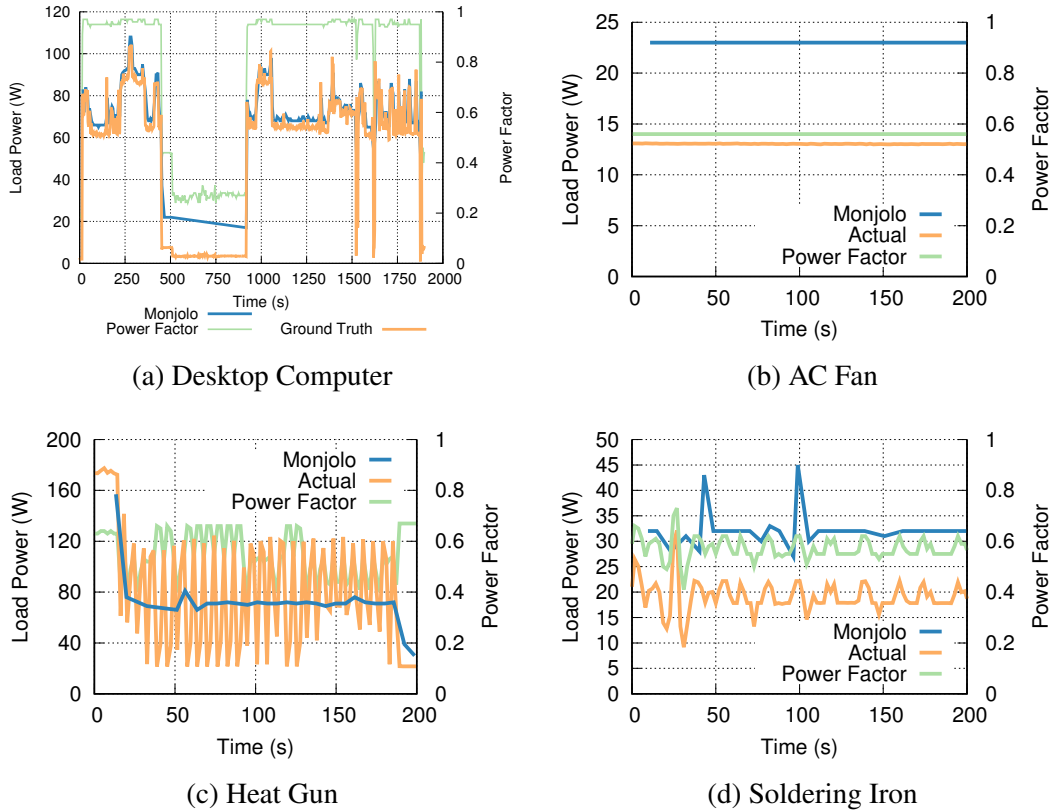 120
100
80
60
40
20
0
Load Power (W)
1
0.8
0.6
0.4
0.2
0
Power Factor
0 250 500 750 1000 1250 1500 1750 2000
Time (s)
Monjolo
Power Factor
Ground Truth
(a) Desktop Computer
25
20
15
10
5
0
Load Power (W)
1
0.8
0.6
0.4
0.2
0
Power Factor
Monjolo
Actual
Power Factor
0 50 100 150 200
Time (s)
(b) AC Fan
200
160
120
80
40
0
Load Power (W)
1
0.8
0.6
0.4
0.2
0
Power Factor
Monjolo
Actual
Power Factor
0 50 100 150 200
Time (s)
(c) Heat Gun
50
45
40
35
30
25
20
15
10
5
0
Load Power (W)
1
0.8
0.6
0.4
0.2
0
Power Factor
Monjolo
Actual
Power Factor
0 50 100 150 200
Time (s)
(d) Soldering Iron